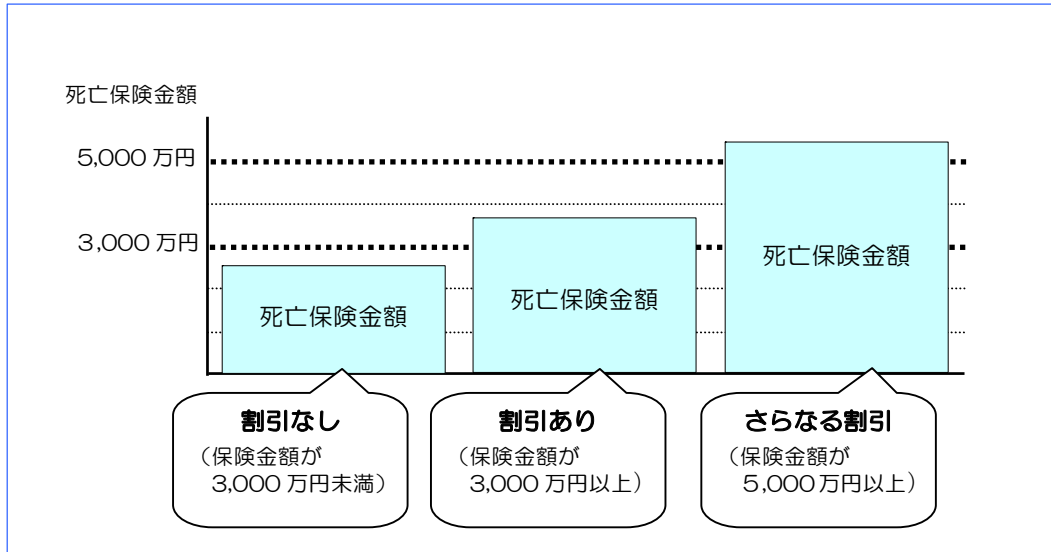 死亡保険金額
5,000 万円
3,000 万円
死亡保険金額
死亡保険金額
死亡保険金額
割引なし
（保険金額が
3,000 万円未満）
割引あり
（保険金額が
3,000 万円以上）
さらなる割引
（保険金額が
5,000 万円以上）